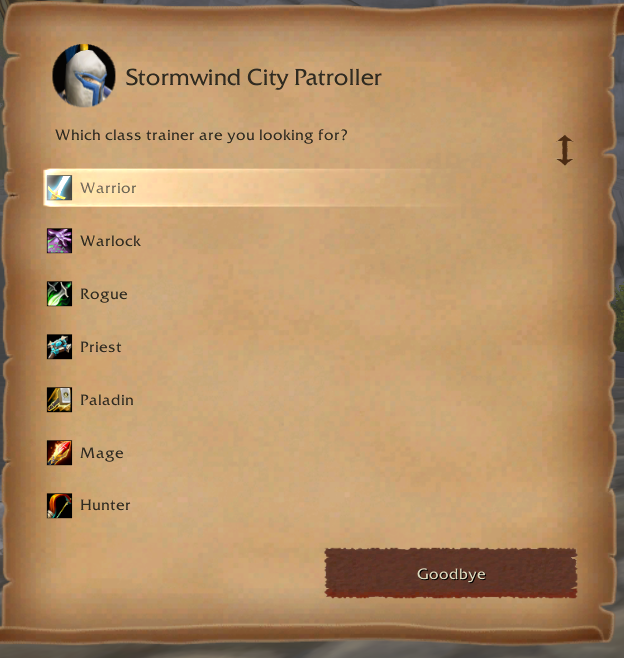 Stormwind City Patroller
Which class trainer are you looking for?
Warrior
Warlock
Rogue
Priest
Paladin
Mage
Hunter
Goodbye